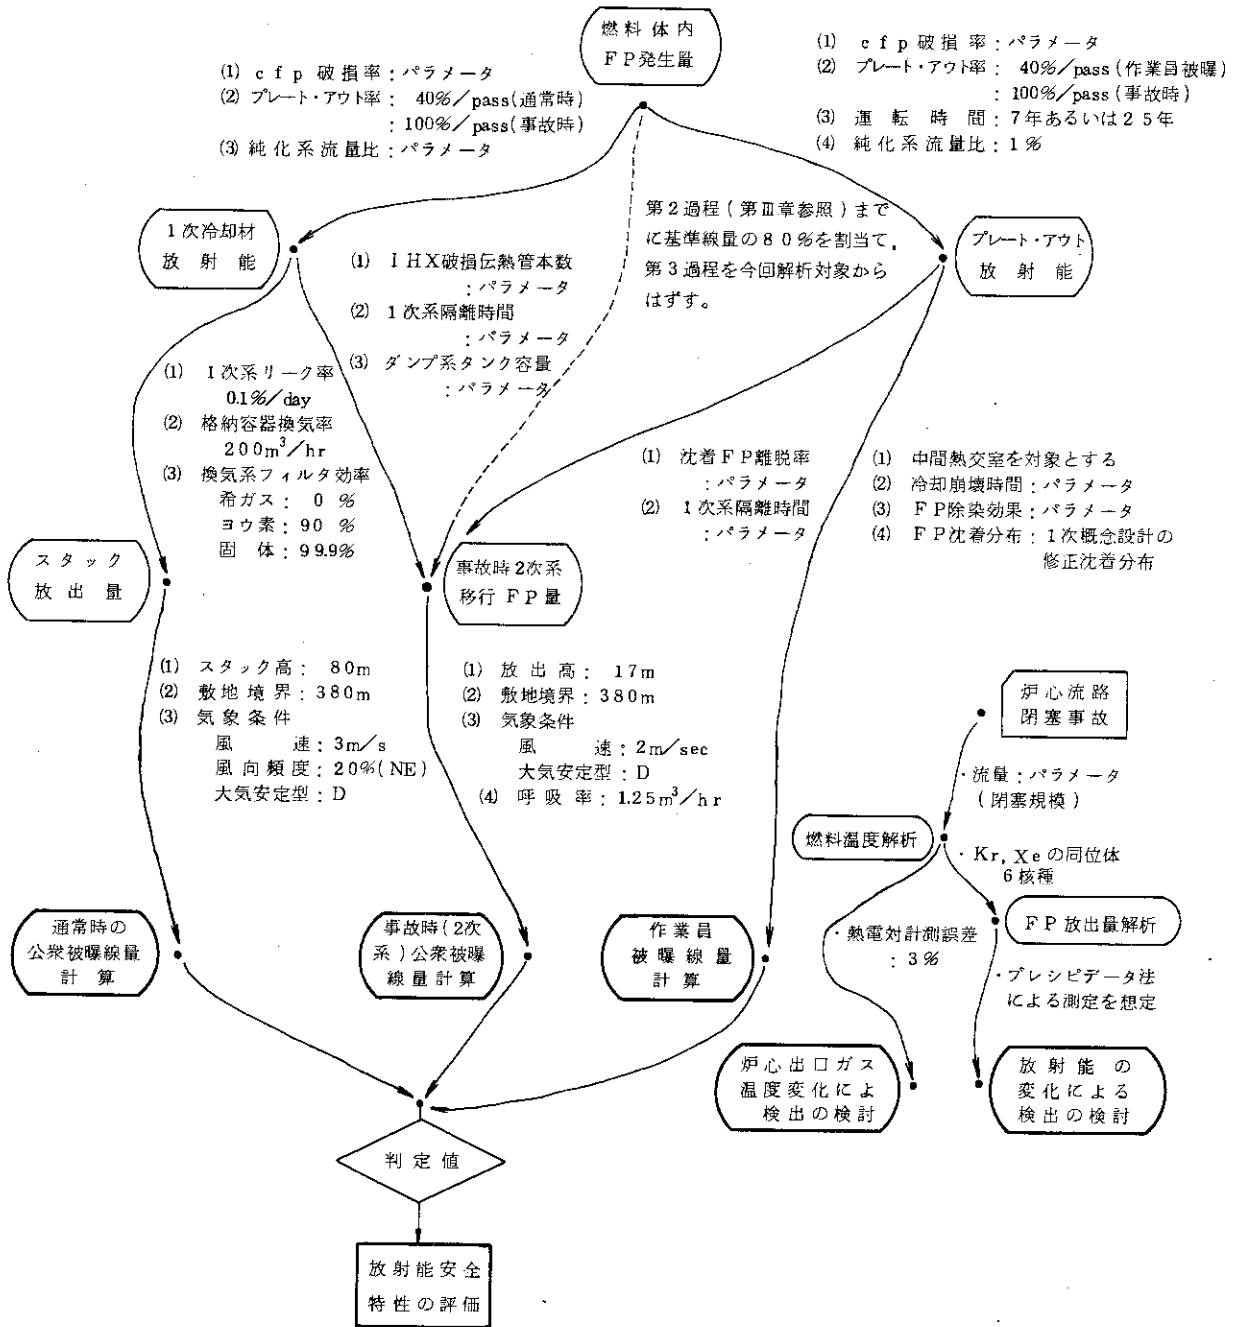 燃料体内
FP発生量
(1) cfp破損率：パラメータ
(2) プレート・アウト率： 40%/pass(通常時)
：100%/pass(事故時)
(3) 純化系流量比：パラメータ
(1) cfp破損率：パラメータ
(2) プレート・アウト率： 40%/pass(作業員被曝)
：100%/pass(事故時)
(3) 運転時間：7年あるいは25年
(4) 純化系流量比：1%
1次冷却材
放射能
(1) IHX破損伝熱管本数
：パラメータ
(2) 1次系隔離時間
：パラメータ
(3) ダンプ系タンク容量
：パラメータ
第2過程(第Ⅲ章参照)まで
に基準線量の80%を割当て，
第3過程を今回解析対象から
はずす。
プレート・アウト
放射能
(1) 1次系リーク率
0.1%/day
(2) 格納容器換気率
200m³/hr
(3) 換気系フィルタ効率
希ガス： 0 %
ヨウ素：90 %
固体：99.9%
(1) 沈着FP離脱率
：パラメータ
(2) 1次系隔離時間
：パラメータ
(1) 中間熱交室を対象とする
(2) 冷却崩壊時間：パラメータ
(3) FP除染効果：パラメータ
(4) FP沈着分布：1次概念設計の
修正沈着分布
スタック
放出量
事故時2次系
移行FP量
(1) スタック高： 80m
(2) 敷地境界：380m
(3) 気象条件
風速：3m/s
風向頻度：20%(NE)
大気安定型：D
(1) 放出高： 17m
(2) 敷地境界：380m
(3) 気象条件
風速：2m/sec
大気安定型：D
(4) 呼吸率：1.25m³/hr
炉心流路
閉塞事故
・流量：パラメータ
(閉塞規模)
燃料温度解析
・Kr，Xeの同位体
6核種
FP放出量解析
・熱電対計測誤差
：3%
・プレシピデータ法
による測定を想定
通常時の
公衆被曝線量
計算
事故時(2次
系)公衆被曝
線量計算
作業員
被曝線量
計算
炉心出口ガス
温度変化によ
検出の検討
放射能の
変化による
検出の検討
判定値
放射能安全
特性の評価